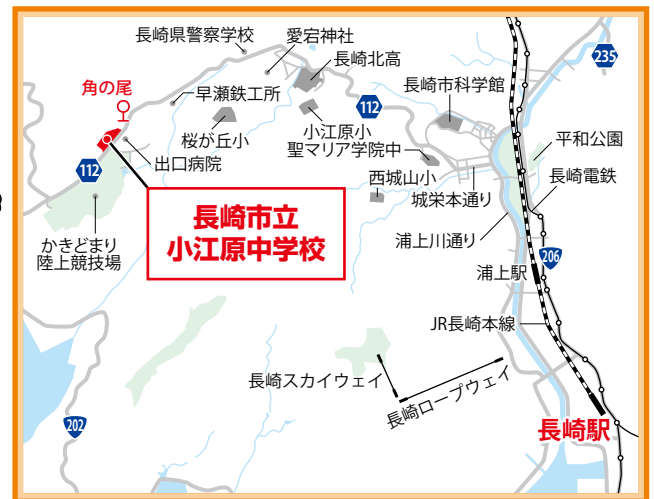 長崎県警察学校
愛宕神社
長崎北高
235
角の尾
早瀬鉄工所
112
長崎市科学館
桜が丘小
小江原小
聖マリア学院中
平和公園
出口病院
112
西城山小
城栄本通り
長崎電鉄
長崎市立
小江原中学校
かきどまり
陸上競技場
浦上川通り
206
浦上駅
JR長崎本線
長崎スカイウェイ
長崎ロープウェイ
202
長崎駅